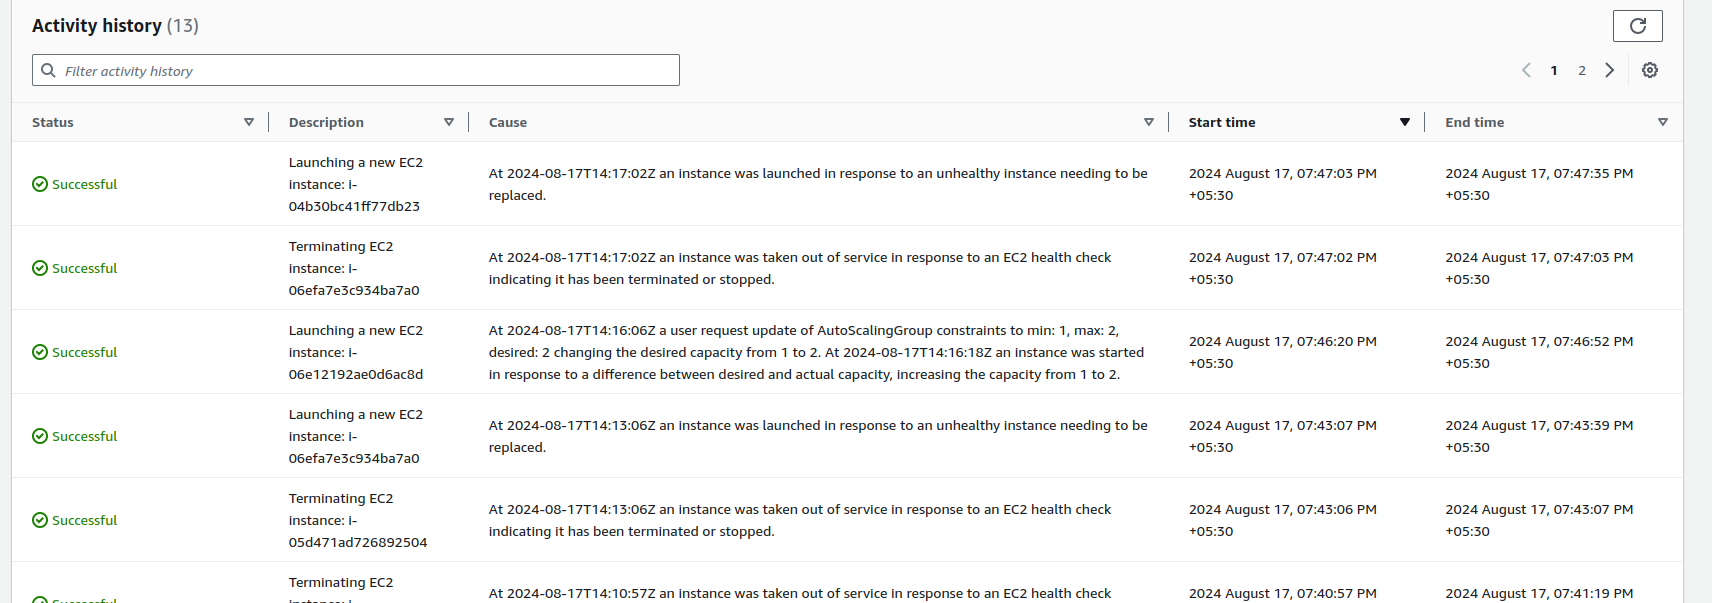 Activity history (13)
Filter activity history
1 2
Status Description Cause Start time End time
Successful
Launching a new EC2
instance: i-
04b30bc41ff77db23
At 2024-08-17T14:17:02Z an instance was launched in response to an unhealthy instance needing to be
replaced.
2024 August 17, 07:47:03 PM
+05:30
2024 August 17, 07:47:35 PM
+05:30
Successful
Terminating EC2
instance: i-
06efa7e3c934ba7a0
At 2024-08-17T14:17:02Z an instance was taken out of service in response to an EC2 health check
indicating it has been terminated or stopped.
2024 August 17, 07:47:02 PM
+05:30
2024 August 17, 07:47:03 PM
+05:30
Successful
Launching a new EC2
instance: i-
06e12192ae0d6ac8d
At 2024-08-17T14:16:06Z a user request update of AutoScalingGroup constraints to min: 1, max: 2,
desired: 2 changing the desired capacity from 1 to 2. At 2024-08-17T14:16:18Z an instance was started
in response to a difference between desired and actual capacity, increasing the capacity from 1 to 2.
2024 August 17, 07:46:20 PM
+05:30
2024 August 17, 07:46:52 PM
+05:30
Successful
Launching a new EC2
instance: i-
06efa7e3c934ba7a0
At 2024-08-17T14:13:06Z an instance was launched in response to an unhealthy instance needing to be
replaced.
2024 August 17, 07:43:07 PM
+05:30
2024 August 17, 07:43:39 PM
+05:30
Successful
Terminating EC2
instance: i-
05d471ad726892504
At 2024-08-17T14:13:06Z an instance was taken out of service in response to an EC2 health check
indicating it has been terminated or stopped.
2024 August 17, 07:43:06 PM
+05:30
2024 August 17, 07:43:07 PM
+05:30
Successful
Terminating EC2
instance: i-
At 2024-08-17T14:10:57Z an instance was taken out of service in response to an EC2 health check
2024 August 17, 07:40:57 PM
2024 August 17, 07:41:19 PM